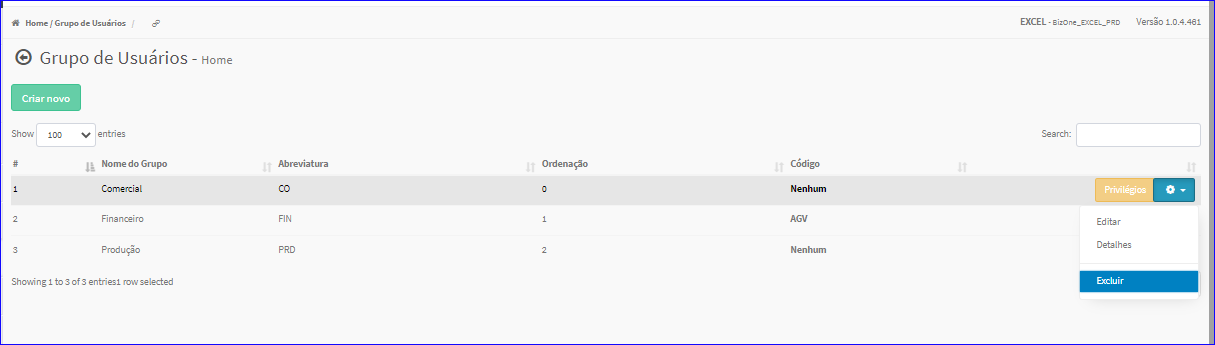 Home / Grupo de Usuários / EXCEL - BizOne_EXCEL_PRD Versão 1.0.4.461
Grupo de Usuários - Home
Criar novo
Show 100 entries Search:
# Nome do Grupo Abreviatura Ordenação Código
1 Comercial CO 0 Nenhum Privilégios
2 Financeiro FIN 1 AGV
Editar
Detalhes
3 Produção PRD 2 Nenhum
Showing 1 to 3 of 3 entries1 row selected
Excluír